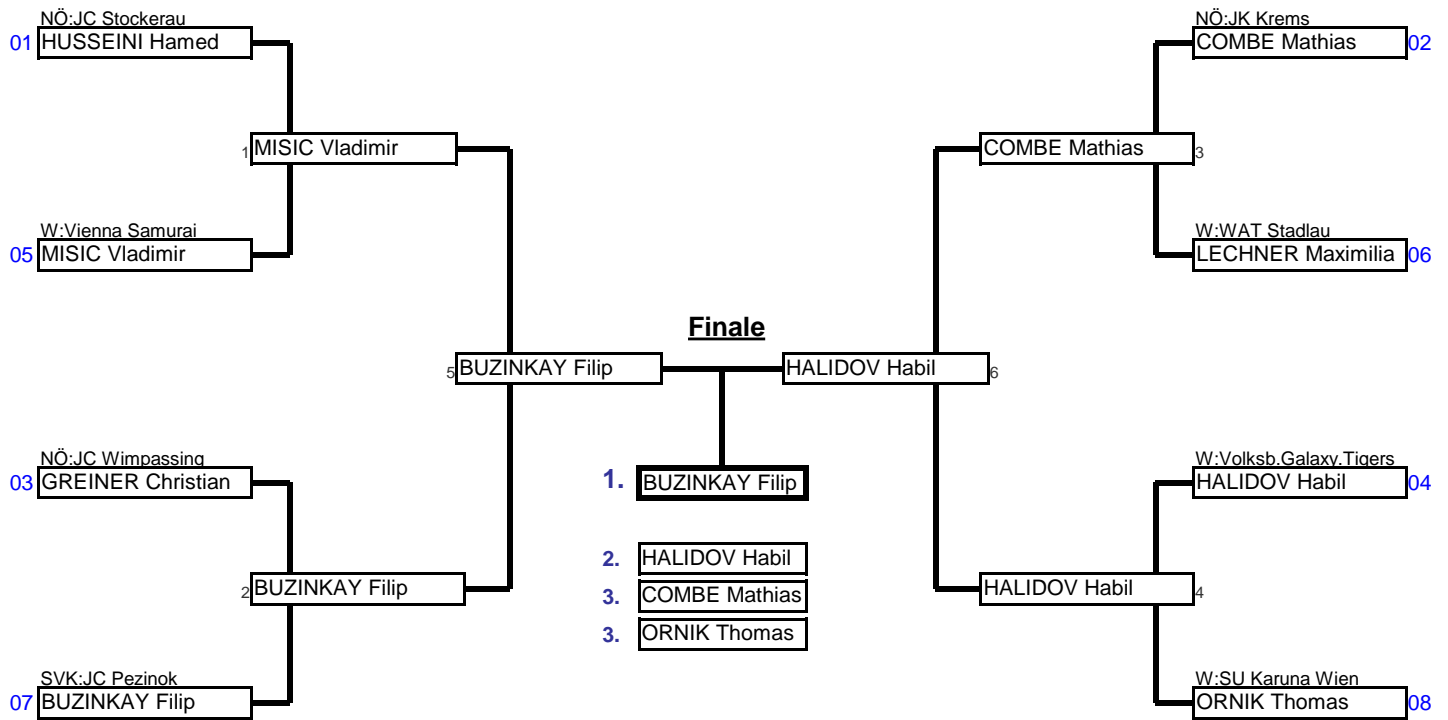 NÖ:JC Stockerau
01 HUSSEINI Hamed
NÖ:JK Krems
COMBE Mathias 02
1 MISIC Vladimir
COMBE Mathias 3
W:Vienna Samurai
05 MISIC Vladimir
W:WAT Stadlau
LECHNER Maximilia 06
Finale
5 BUZINKAY Filip
HALIDOV Habil 6
NÖ:JC Wimpassing
03 GREINER Christian
1. BUZINKAY Filip
W:Volksb.Galaxy.Tigers
HALIDOV Habil 04
2. HALIDOV Habil
3. COMBE Mathias
3. ORNIK Thomas
2 BUZINKAY Filip
HALIDOV Habil 4
SVK:JC Pezinok
07 BUZINKAY Filip
W:SU Karuna Wien
ORNIK Thomas 08